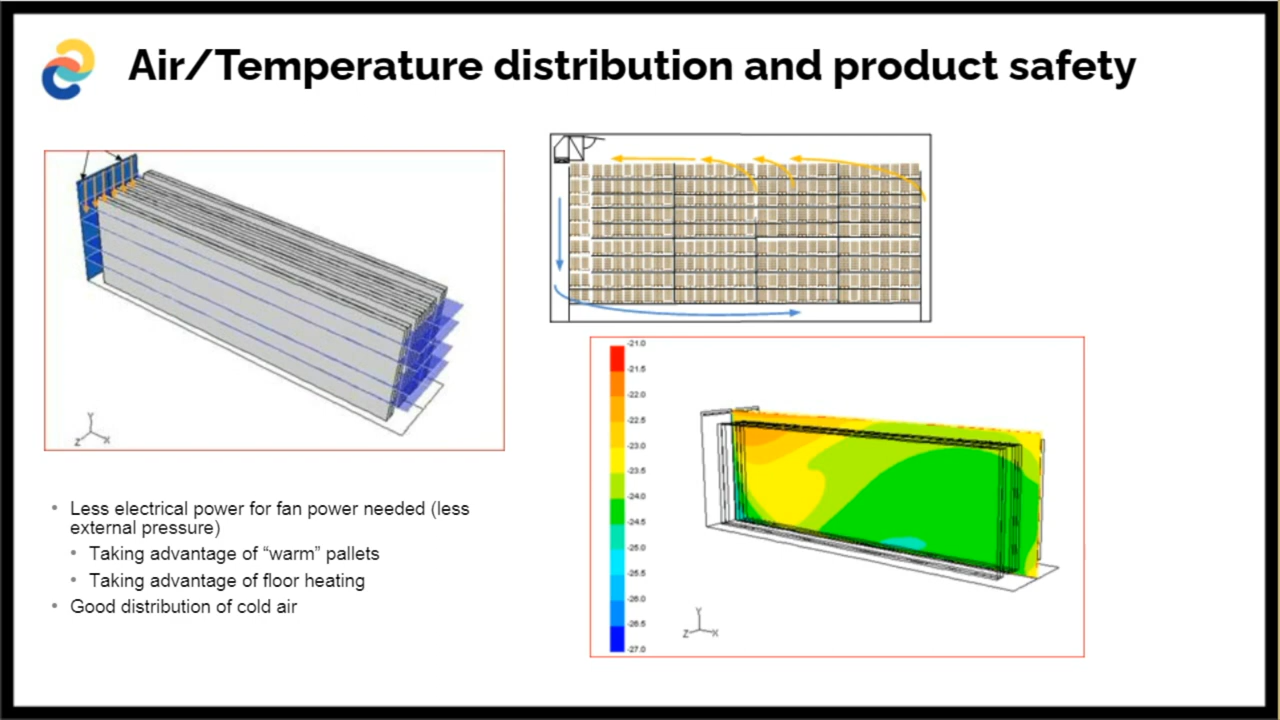 Air/Temperature distribution and product safety
Y
Z
X
-21.0
-21.5
-22.0
-22.5
-23.0
-23.5
-24.0
-24.5
-25.0
-25.5
-26.0
-26.5
-27.0
Y
Z
X
• Less electrical power for fan power needed (less
external pressure)
• Taking advantage of “warm” pallets
• Taking advantage of floor heating
• Good distribution of cold air